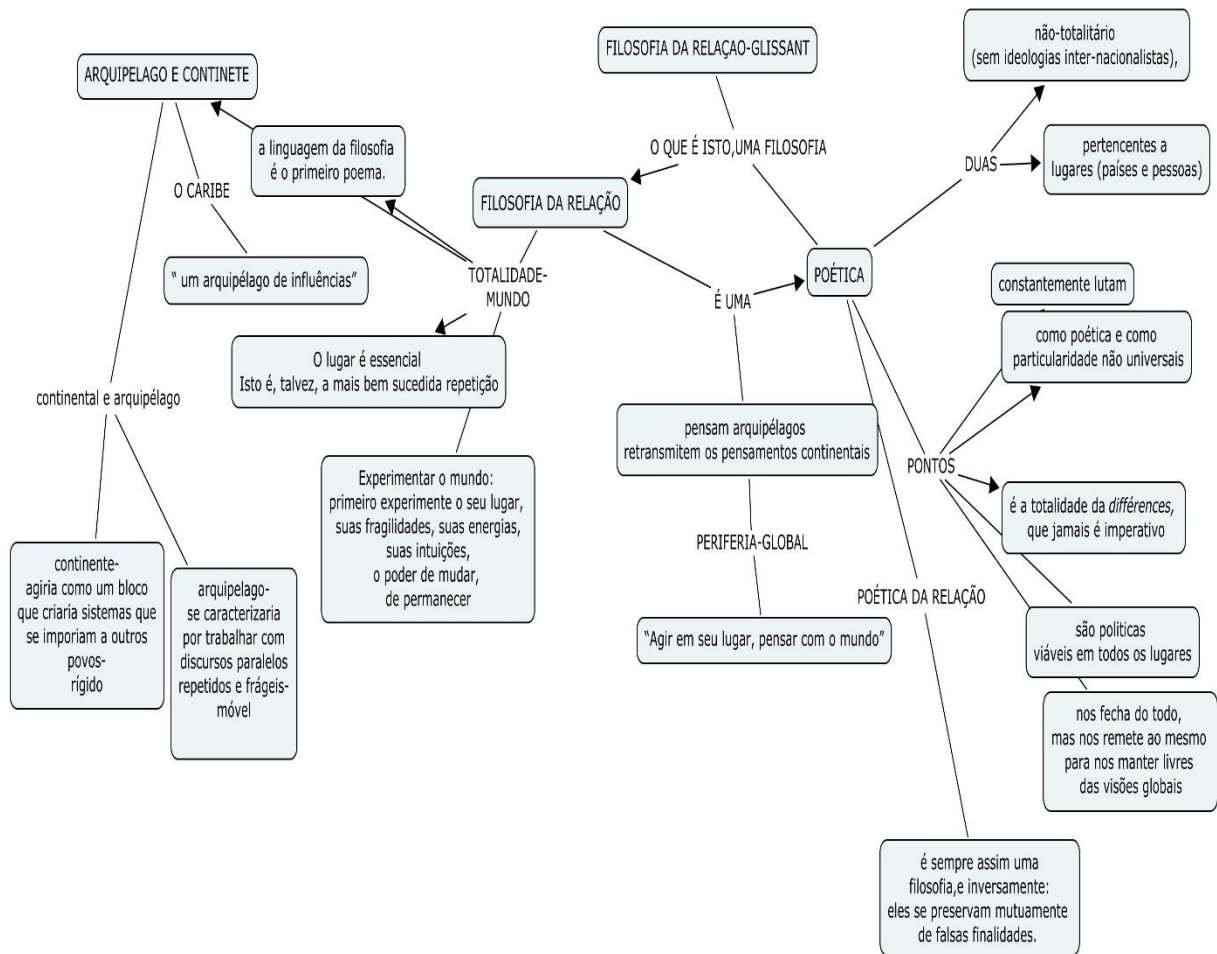 FILOSOFIA DA RELAÇAO-GLISSANT
não-totalitário
(sem ideologias inter-nacionalistas),
ARQUIPELAGO E CONTINETE
a linguagem da filosofia
é o primeiro poema.
O QUE É ISTO,UMA FILOSOFIA
DUAS
pertencentes a
lugares (países e pessoas)
O CARIBE
FILOSOFIA DA RELAÇÃO
“ um arquipélago de influências”
TOTALIDADE-
MUNDO
É UMA
POÉTICA
constantemente lutam
como poética e como
particularidade não universais
O lugar é essencial
Isto é, talvez, a mais bem sucedida repetição
continental e arquipélago
pensam arquipélagos
retransmitem os pensamentos continentais
PONTOS
Experimentar o mundo:
primeiro experimente o seu lugar,
suas fragilidades, suas energias,
suas intuições,
o poder de mudar,
de permanecer
é a totalidade da différences,
que jamais é imperativo
PERIFERIA-GLOBAL
continente-
agiria como um bloco
que criaria sistemas que
se imporiam a outros
povos-
rígido
arquipelago-
se caracterizaria
por trabalhar com
discursos paralelos
repetidos e frágeis-
móvel
POÉTICA DA RELAÇÃO
“Agir em seu lugar, pensar com o mundo”
são politicas
viáveis em todos os lugares
nos fecha do todo,
mas nos remete ao mesmo
para nos manter livres
das visões globais
é sempre assim uma
filosofia,e inversamente:
eles se preservam mutuamente
de falsas finalidades.